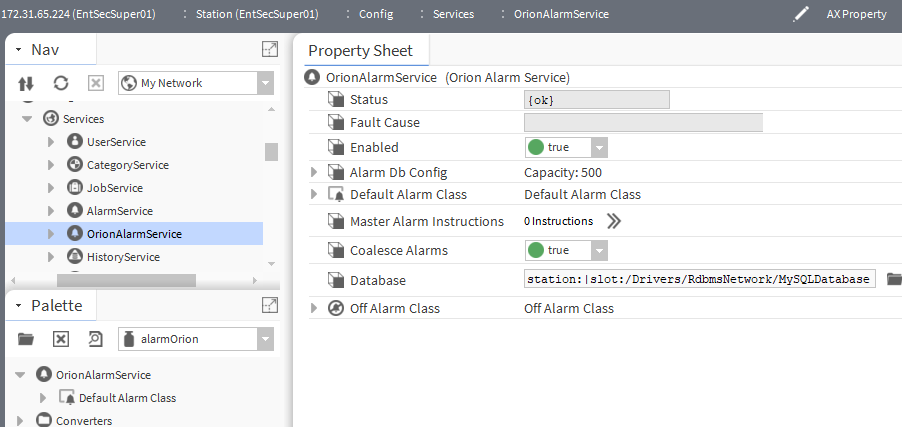 172.31.65.224 (EntSecSuper01) : Station (EntSecSuper01) : Config : Services : OrionAlarmService AX Property
Nav
My Network
Services
UserService
CategoryService
JobService
AlarmService
OrionAlarmService
HistoryService
Palette
alarmOrion
OrionAlarmService
Default Alarm Class
Converters
Property Sheet
OrionAlarmService (Orion Alarm Service)
Status {ok}
Fault Cause
Enabled true
Alarm Db Config Capacity: 500
Default Alarm Class Default Alarm Class
Master Alarm Instructions 0 Instructions
Coalesce Alarms true
Database station:|slot:/Drivers/RdbmsNetwork/MySQLDatabase
Off Alarm Class Off Alarm Class